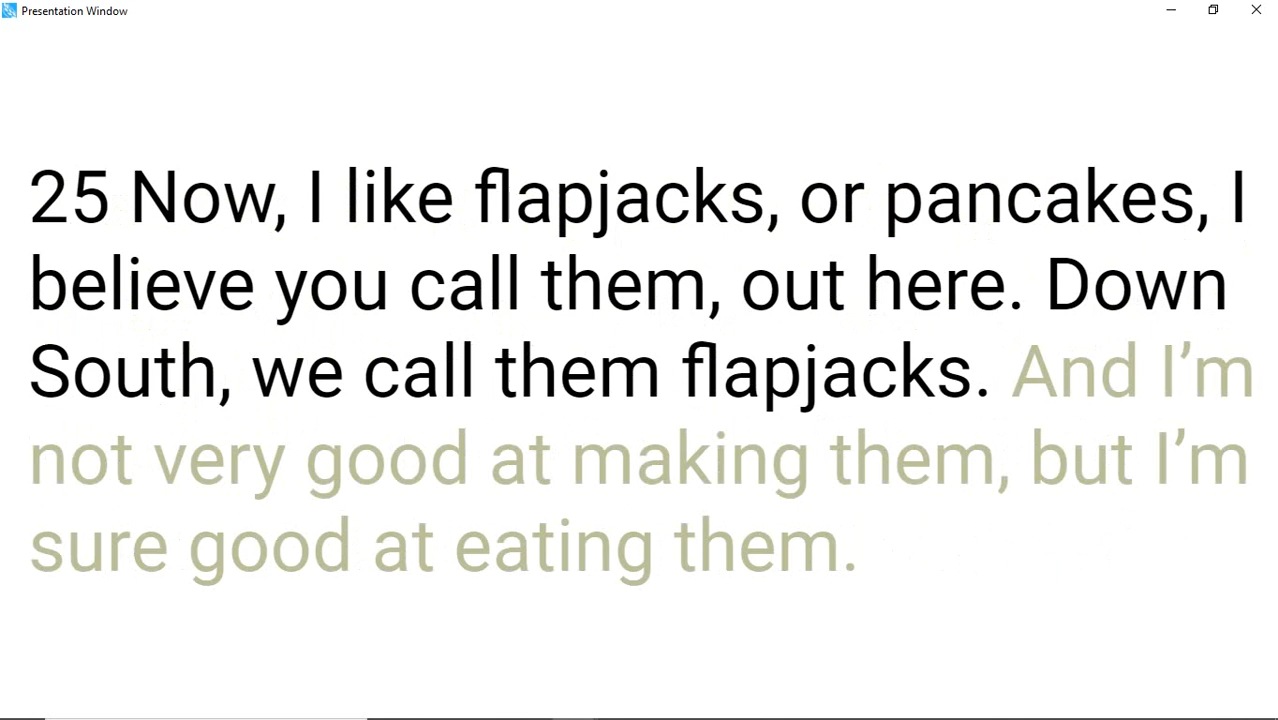 Presentation Window
25 Now, I like flapjacks, or pancakes, I
believe you call them, out here. Down
South, we call them flapjacks. And I’m
not very good at making them, but I’m
sure good at eating them.